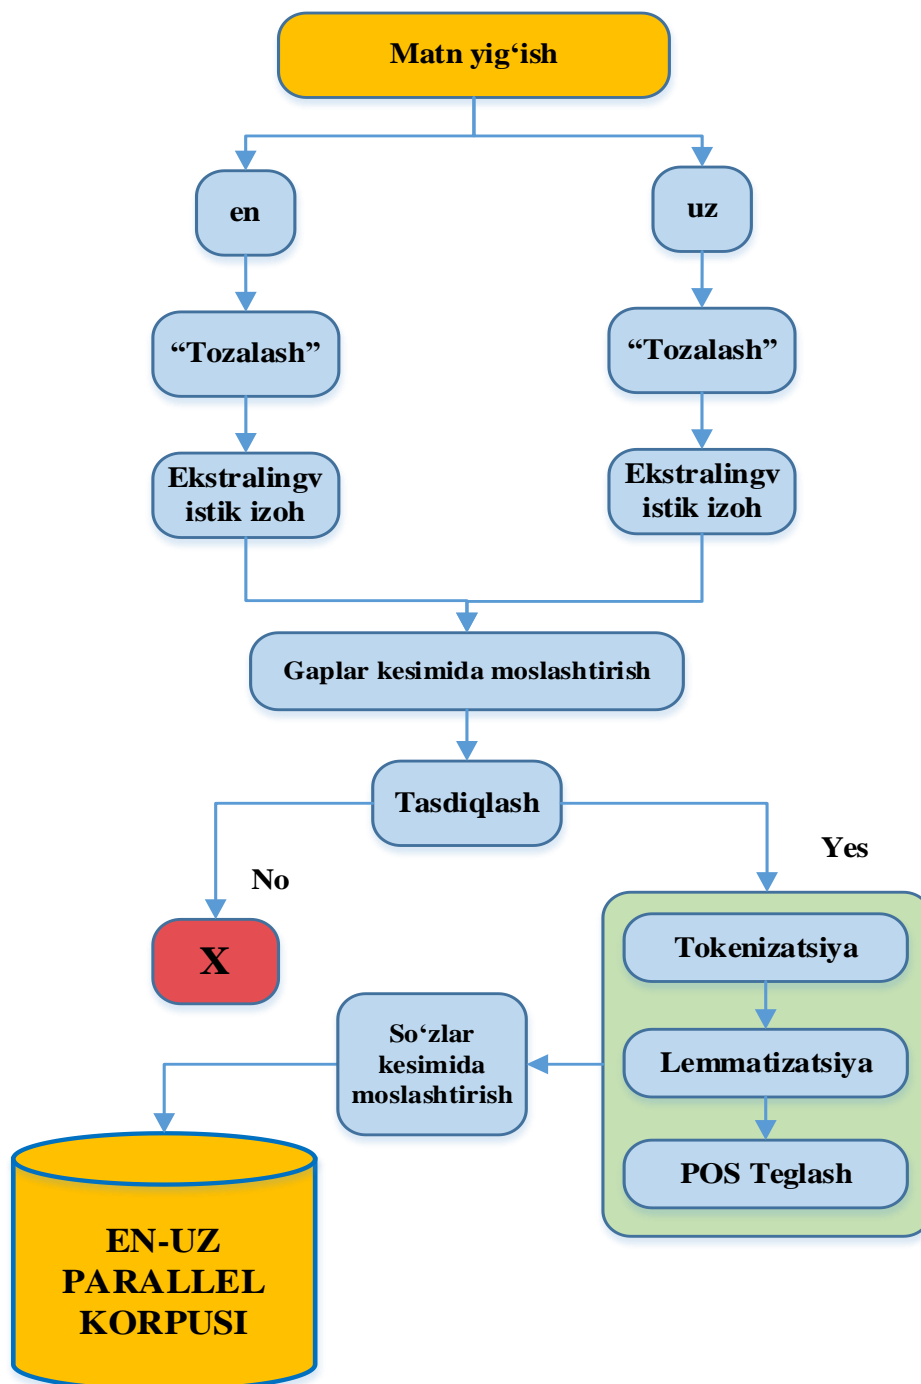 Matn yig‘ish
en
uz
“Tozalash”
“Tozalash”
Ekstralingv
istik izoh
Ekstralingv
istik izoh
Gaplar kesimida moslashtirish
Tasdiqlash
Yes
No
X
Tokenizatsiya
So‘zlar
kesimida
moslashtirish
Lemmatizatsiya
POS Teglash
EN-UZ
PARALLEL
KORPUSI